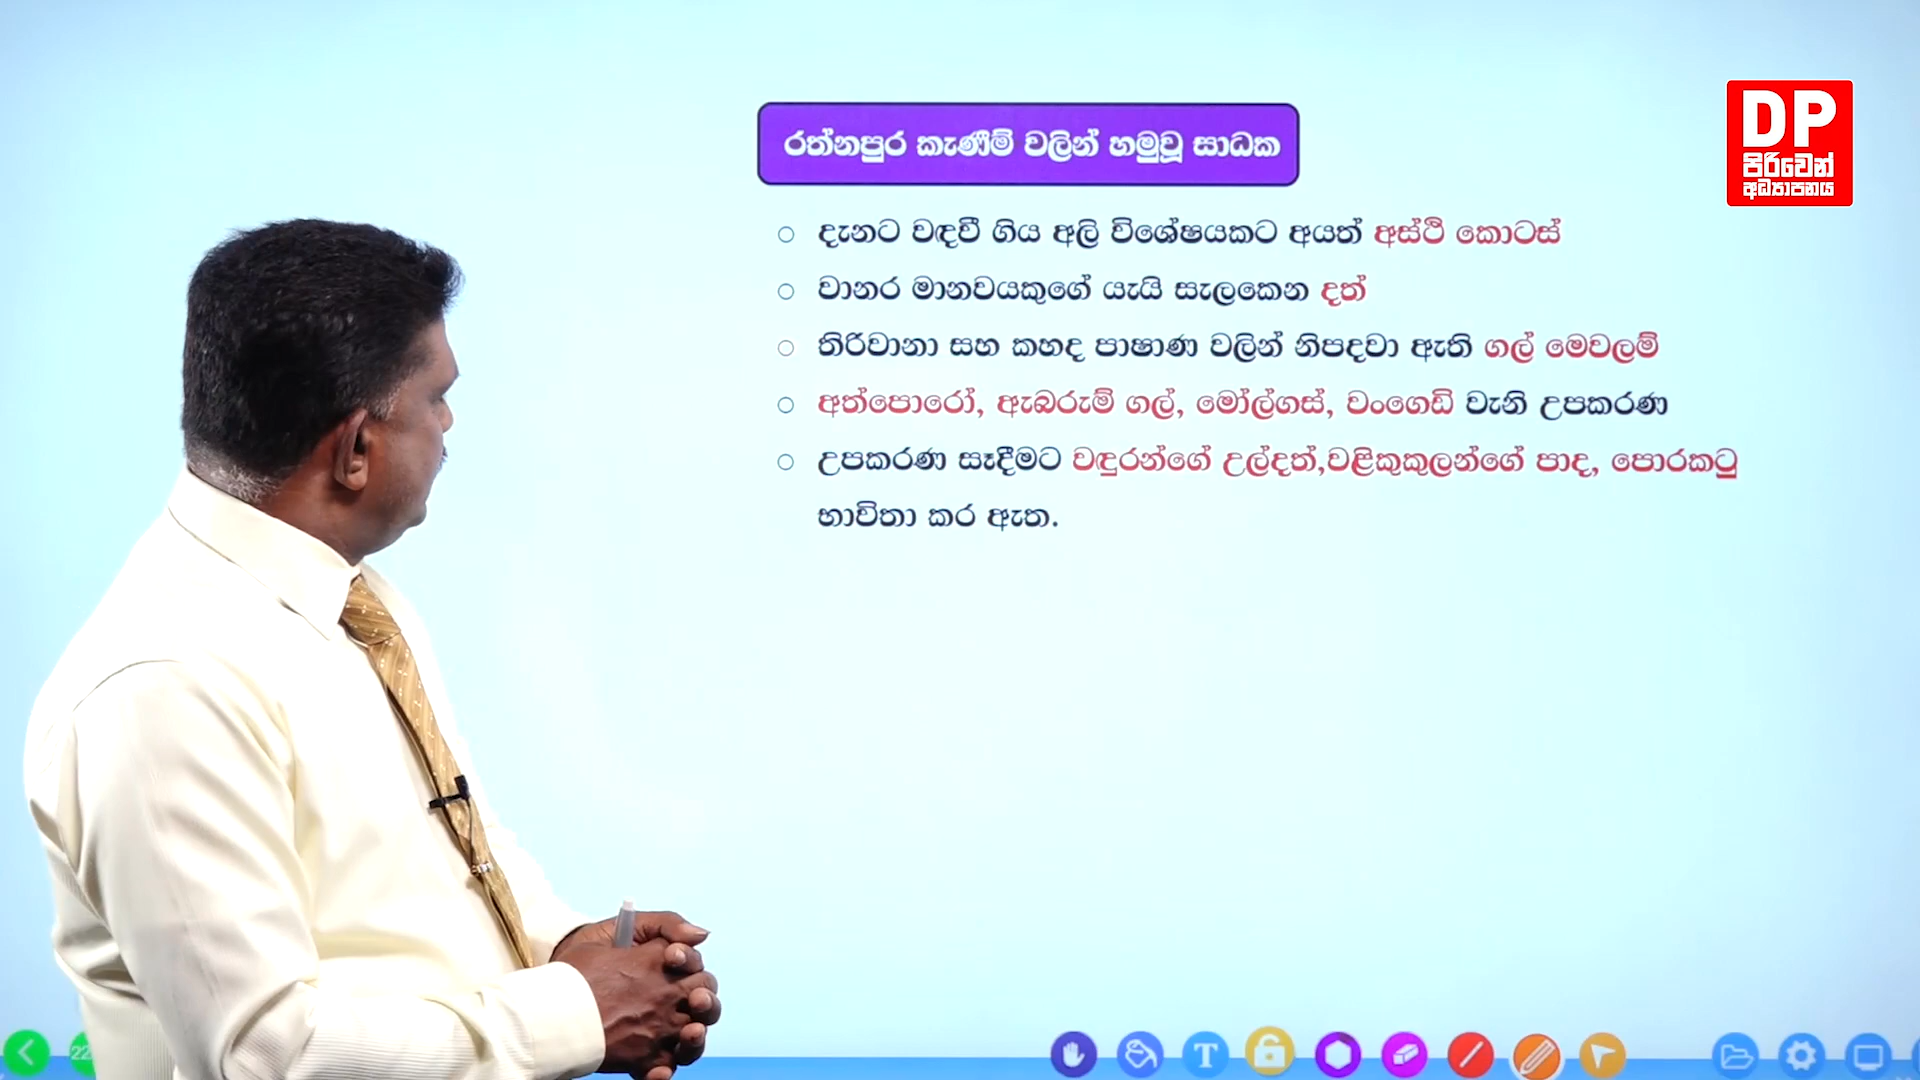 රත්නපුර කැණීම් වලින් හමුවූ සාධක
DP
පිරිවෙන්
අධ්‍යාපනය
දැනට වඳවී ගිය අලි විශේෂයකට අයත් අස්ථි කොටස්
වානර මානවයකුගේ යැයි සැලකෙන දත්
තිරිවානා සහ කහඳ පාෂාණ වලින් නිපදවා ඇති ගල් මෙවලම්
අත්පොරෝ, ඇබරුම් ගල්, මෝල්ගස්, වංගෙඩි වැනි උපකරණ
උපකරණ සෑදීමට වඳුරන්ගේ උල්දත්,වළිකුකුලන්ගේ පාද, පොරකටු
භාවිතා කර ඇත.
22
T